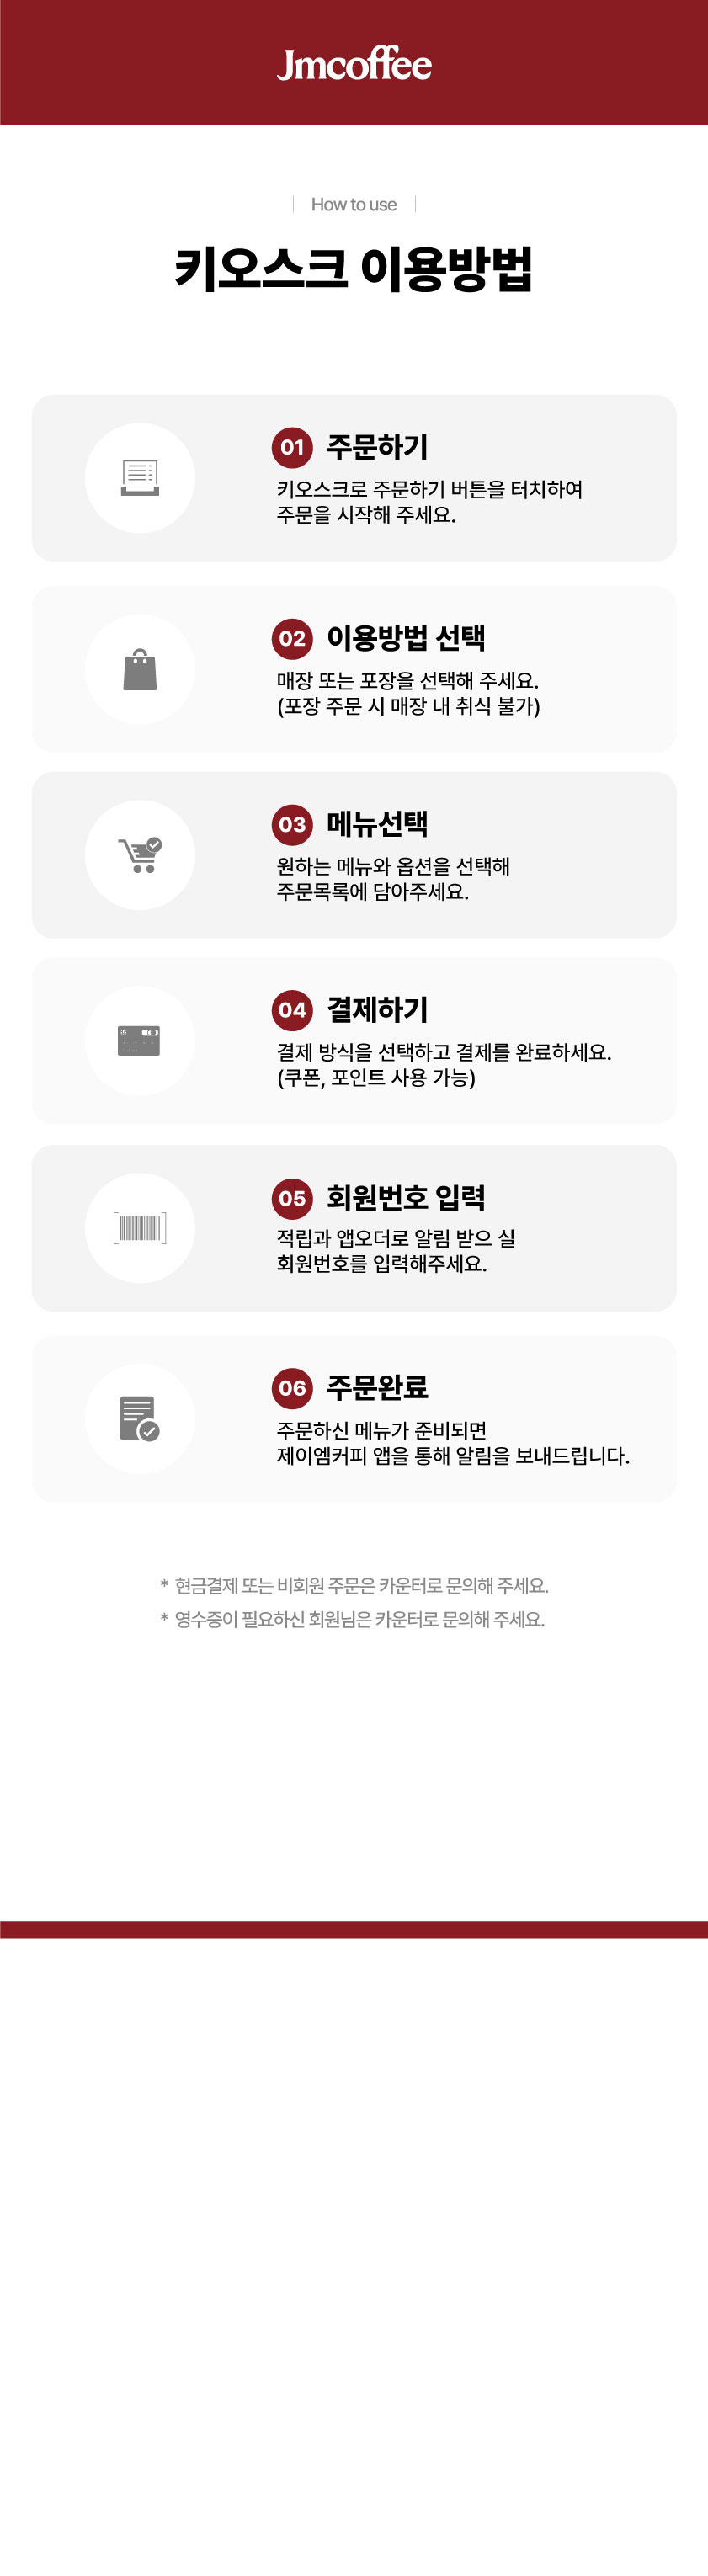 Jmcoffee
How to use
키오스크 이용방법
01 주문하기
키오스크로 주문하기 버튼을 터치하여
주문을 시작해 주세요.
02 이용방법 선택
매장 또는 포장을 선택해 주세요.
(포장 주문 시 매장 내 취식 불가)
03 메뉴선택
원하는 메뉴와 옵션을 선택해
주문목록에 담아주세요.
04 결제하기
결제 방식을 선택하고 결제를 완료하세요.
(쿠폰, 포인트 사용 가능)
05 회원번호 입력
적립과 앱오더로 알림 받으 실
회원번호를 입력해주세요.
06 주문완료
주문하신 메뉴가 준비되면
제이엠커피 앱을 통해 알림을 보내드립니다.
* 현금결제 또는 비회원 주문은 카운터로 문의해 주세요.
* 영수증이 필요하신 회원님은 카운터로 문의해 주세요.